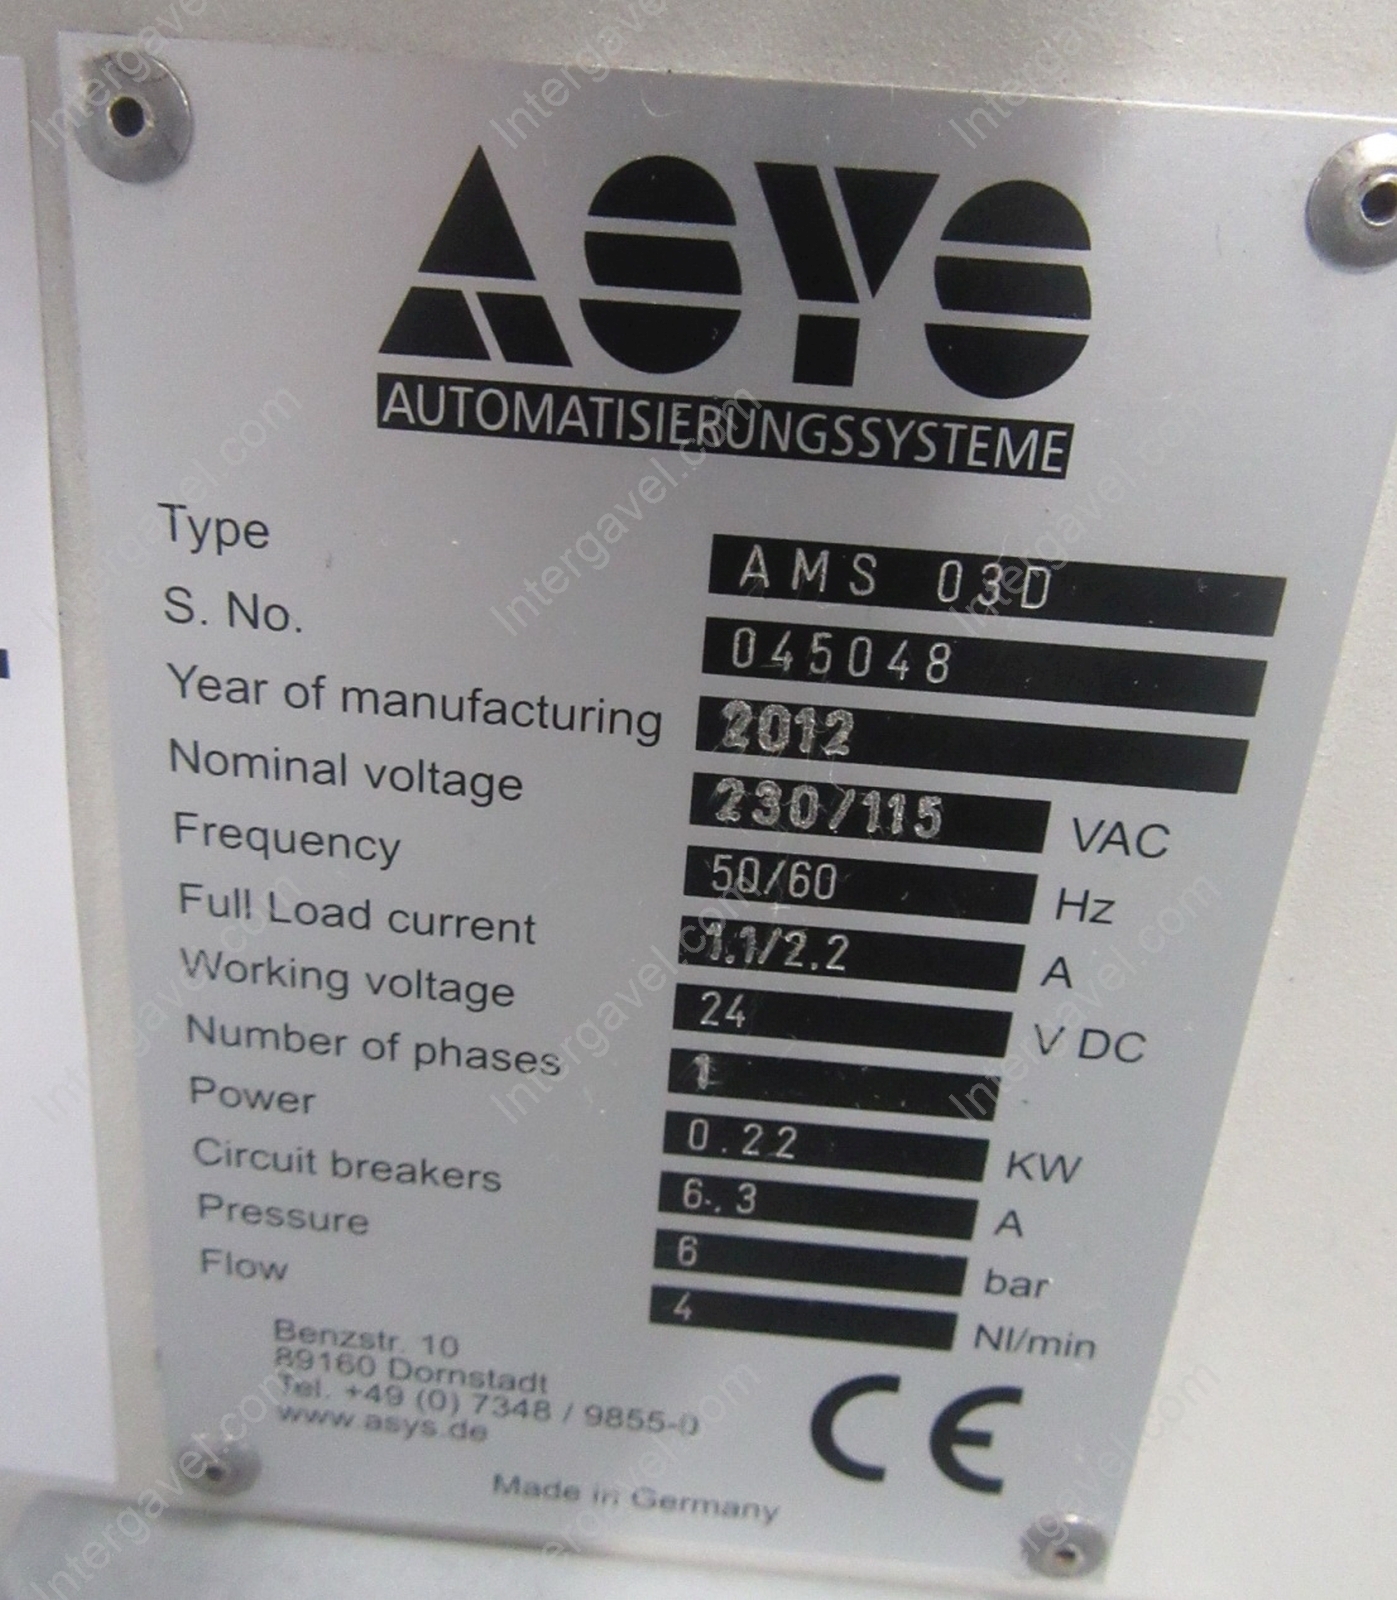 ASYS
AUTOMATISIERUNGSSYSTEME
Type AMS 03D
S. No. 045048
Year of manufacturing 2012
Nominal voltage 230/115 VAC
Frequency 50/60 Hz
Full Load current 1.1/2.2 A
Working voltage 24 V DC
Number of phases 1
Power 0.22 KW
Circuit breakers 6.3 A
Pressure 6 bar
Flow 4 Nl/min
Benzstr. 10
89160 Dornstadt
Tel. +49 (0) 7348 / 9855-0
www.asys.de
CE
Made in Germany
Intergavel.com